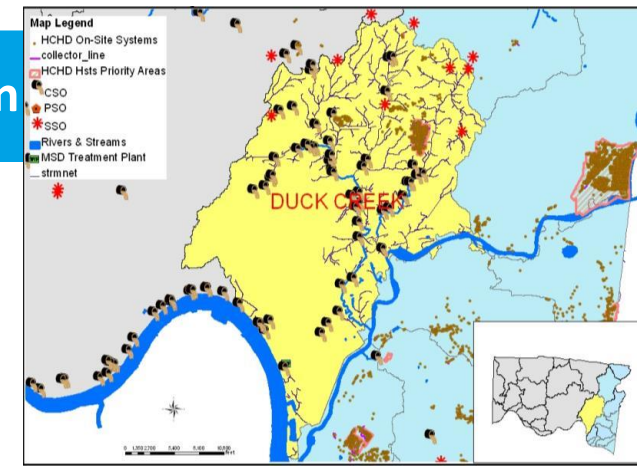 m
Map Legend
HCHD On-Site Systems
collector_line
HCHD Hsts Priority Areas
CSO
PSO
SSO
Rivers & Streams
MSD Treatment Plant
strmnet
DUCK CREEK